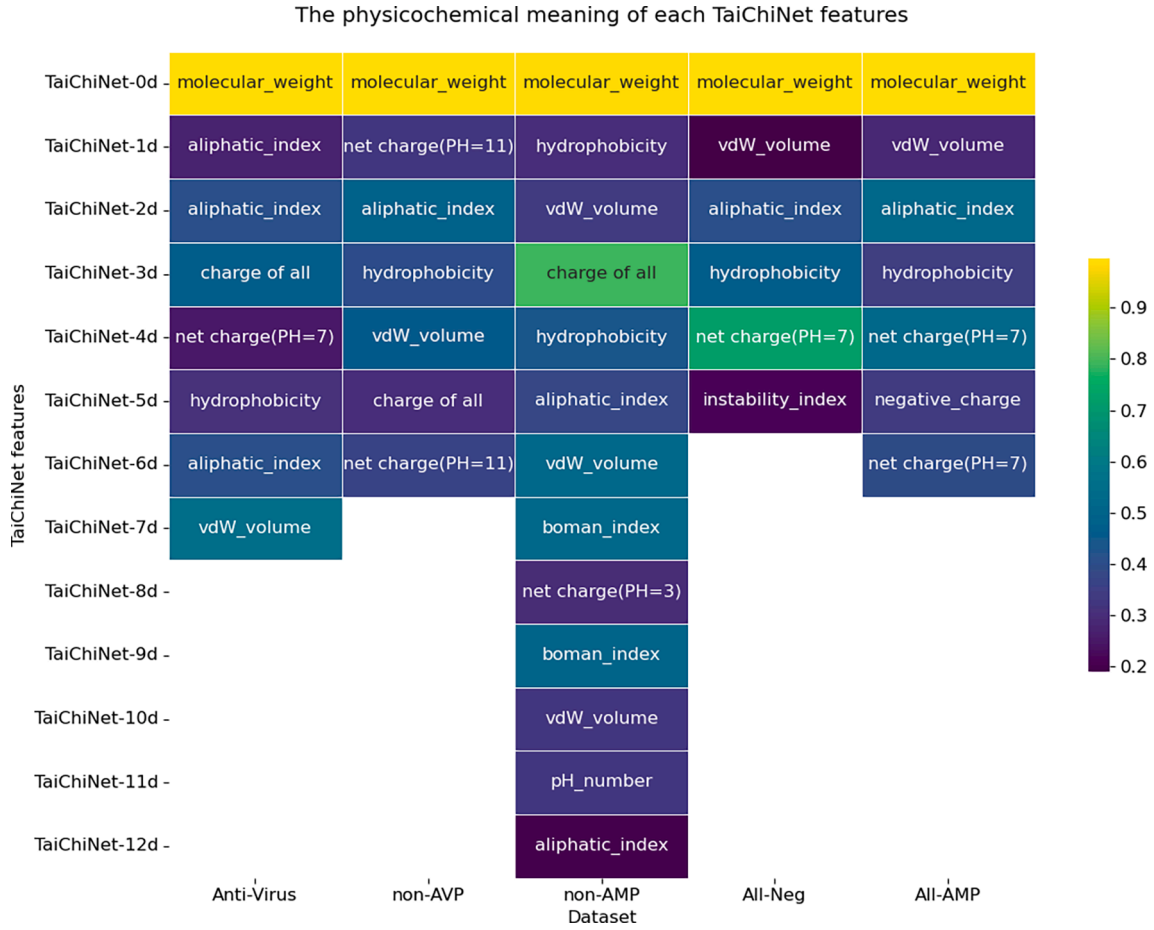 The physicochemical meaning of each TaiChiNet features
TaiChiNet-0d molecular_weight molecular_weight molecular_weight molecular_weight molecular_weight
TaiChiNet-1d aliphatic_index net charge(PH=11) hydrophobicity vdW_volume vdW_volume
TaiChiNet-2d aliphatic_index aliphatic_index vdW_volume aliphatic_index aliphatic_index
TaiChiNet-3d charge of all hydrophobicity charge of all hydrophobicity hydrophobicity
TaiChiNet-4d net charge(PH=7) vdW_volume hydrophobicity net charge(PH=7) net charge(PH=7)
TaiChiNet-5d hydrophobicity charge of all aliphatic_index instability_index negative_charge
TaiChiNet-6d aliphatic_index net charge(PH=11) vdW_volume net charge(PH=7)
TaiChiNet-7d vdW_volume boman_index
TaiChiNet-8d net charge(PH=3)
TaiChiNet-9d boman_index
TaiChiNet-10d vdW_volume
TaiChiNet-11d pH_number
TaiChiNet-12d aliphatic_index
Anti-Virus non-AVP non-AMP All-Neg All-AMP
Dataset
TaiChiNet features
0.9
0.8
0.7
0.6
0.5
0.4
0.3
0.2